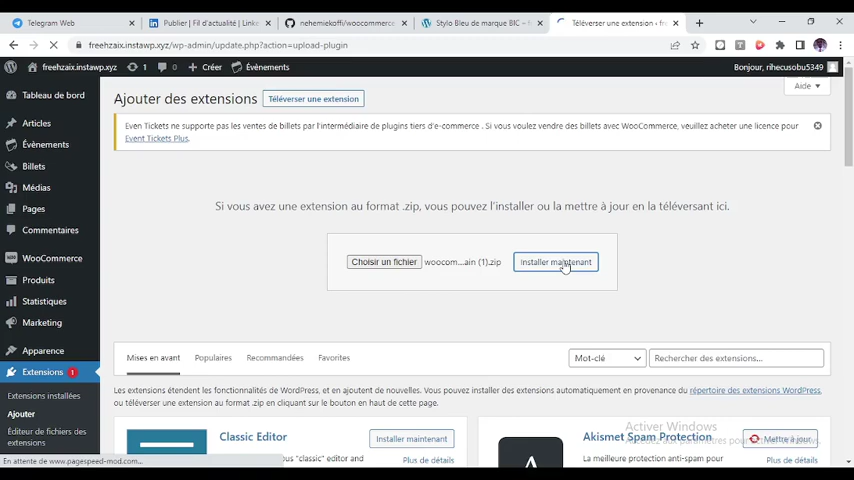 Telegram Web
Publier | Fil d'actualité | Linke
nehemiekoffi/woocommerce
Stylo Bleu de marque BIC –
Téléverser une extension ‹
freehzaix.instawp.xyz/wp-admin/update.php?action=upload-plugin
freehzaix.instawp.xyz 1 0 Créer Évènements
Bonjour, rihecusobu5349
Tableau de bord
Articles
Évènements
Billets
Médias
Pages
Commentaires
WooCommerce
Produits
Statistiques
Marketing
Apparence
Extensions 1
Extensions installées
Ajouter
Éditeur de fichiers des
extensions
Aide
Ajouter des extensions Téléverser une extension
Even Tickets ne supporte pas les ventes de billets par l'intermédiaire de plugins tiers d'e-commerce . Si vous voulez vendre des billets avec WooCommerce, veuillez acheter une licence pour
Event Tickets Plus.
Si vous avez une extension au format .zip, vous pouvez l'installer ou la mettre à jour en la téléversant ici.
Choisir un fichier woocom...ain (1).zip Installer maintenant
Mises en avant Populaires Recommandées Favorites
Mot-clé Rechercher des extensions...
Les extensions étendent les fonctionnalités de WordPress, et en ajoutent de nouvelles. Vous pouvez installer des extensions automatiquement en provenance du répertoire des extensions WordPress,
ou téléverser une extension au format .zip en cliquant sur le bouton en haut de cette page.
Classic Editor
Installer maintenant
"classic" editor and
Plus de détails
Akismet Spam Protection
Mettre à jour
La meilleure protection anti-spam pour
Plus de détails
Activer Windows
En attente de www.pagespeed-mod.com...